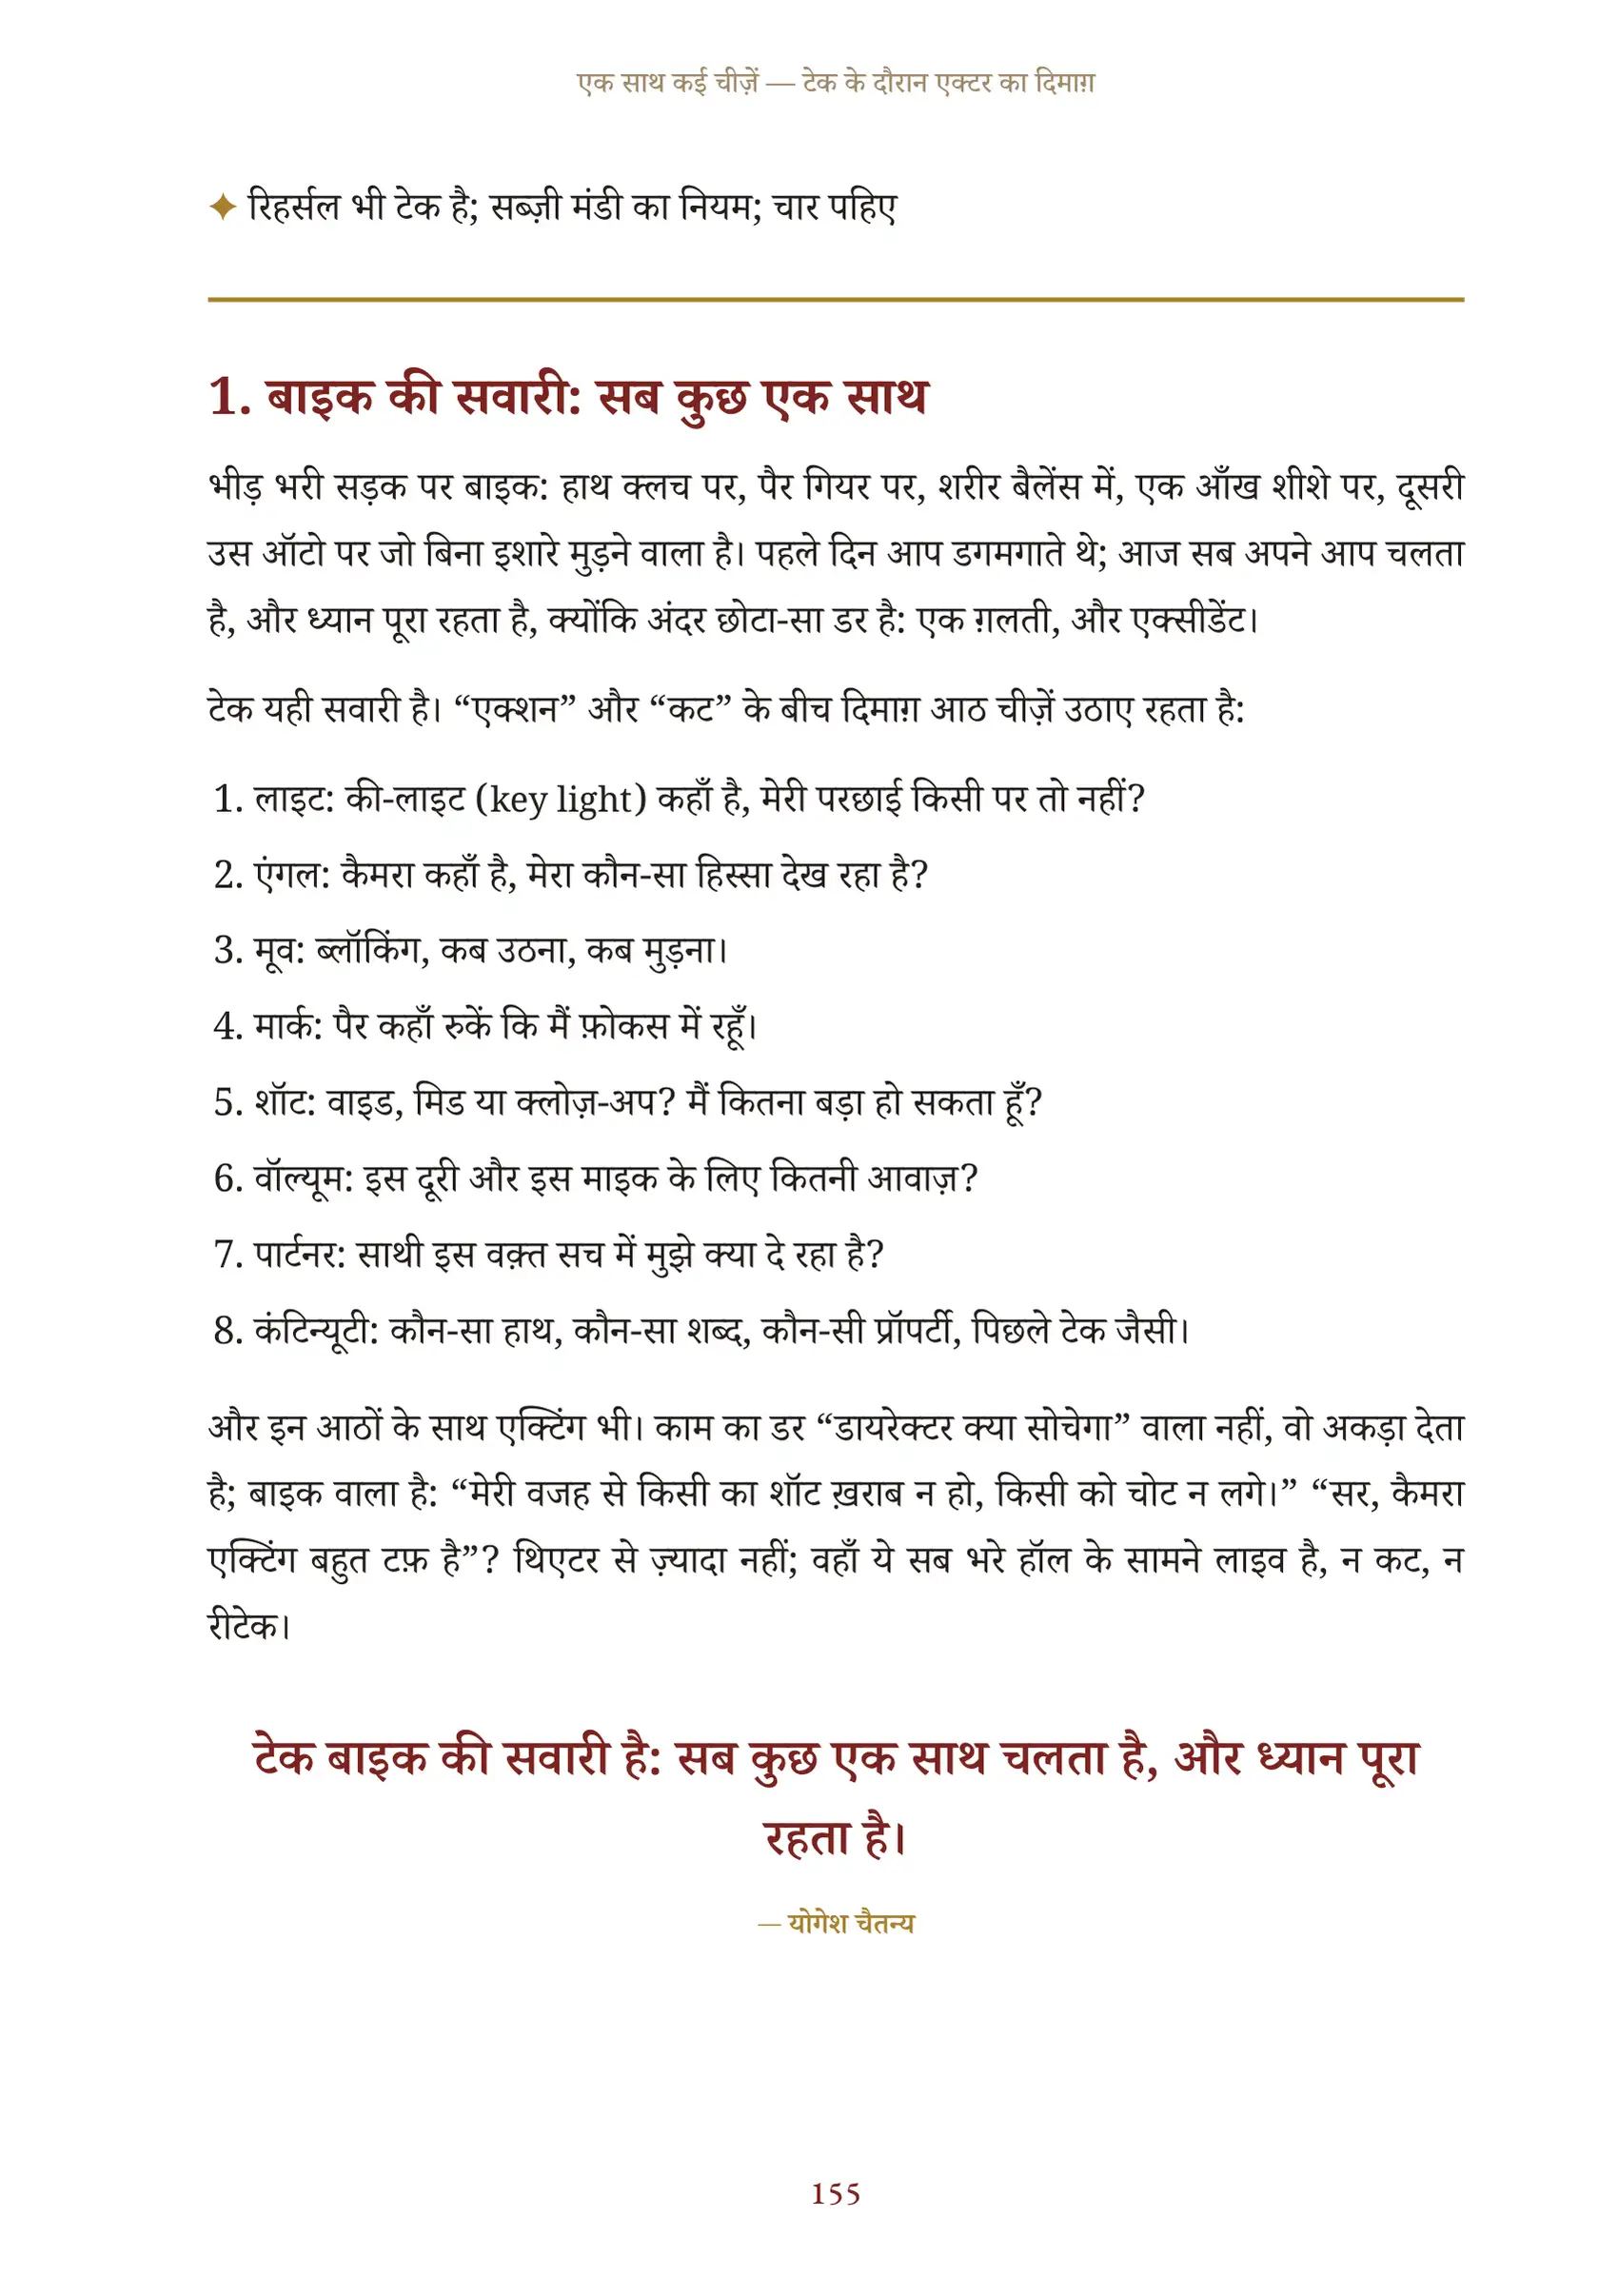 एक साथ कई चीज़ें — टेक के दौरान एक्टर का दिमाग़
✦ रिहर्सल भी टेक है; सब्ज़ी मंडी का नियम; चार पहिए
1. बाइक की सवारी: सब कुछ एक साथ
भीड़ भरी सड़क पर बाइक: हाथ क्लच पर, पैर गियर पर, शरीर बैलेंस में, एक आँख शीशे पर, दूसरी
उस ऑटो पर जो बिना इशारे मुड़ने वाला है। पहले दिन आप डगमगाते थे; आज सब अपने आप चलता
है, और ध्यान पूरा रहता है, क्योंकि अंदर छोटा-सा डर है: एक ग़लती, और एक्सीडेंट।
टेक यही सवारी है। “एक्शन” और “कट” के बीच दिमाग़ आठ चीज़ें उठाए रहता है:
1. लाइट: की-लाइट (key light) कहाँ है, मेरी परछाई किसी पर तो नहीं?
2. एंगल: कैमरा कहाँ है, मेरा कौन-सा हिस्सा देख रहा है?
3. मूव: ब्लॉकिंग, कब उठना, कब मुड़ना।
4. मार्क: पैर कहाँ रुकें कि मैं फ़ोकस में रहूँ।
5. शॉट: वाइड, मिड या क्लोज़-अप? मैं कितना बड़ा हो सकता हूँ?
6. वॉल्यूम: इस दूरी और इस माइक के लिए कितनी आवाज़?
7. पार्टनर: साथी इस वक़्त सच में मुझे क्या दे रहा है?
8. कंटिन्यूटी: कौन-सा हाथ, कौन-सा शब्द, कौन-सी प्रॉपर्टी, पिछले टेक जैसी।
और इन आठों के साथ एक्टिंग भी। काम का डर “डायरेक्टर क्या सोचेगा” वाला नहीं, वो अकड़ा देता
है; बाइक वाला है: “मेरी वजह से किसी का शॉट ख़राब न हो, किसी को चोट न लगे।” “सर, कैमरा
एक्टिंग बहुत टफ़ है”? थिएटर से ज़्यादा नहीं; वहाँ ये सब भरे हॉल के सामने लाइव है, न कट, न
रीटेक।
टेक बाइक की सवारी है: सब कुछ एक साथ चलता है, और ध्यान पूरा
रहता है।
— योगेश चैतन्य
155